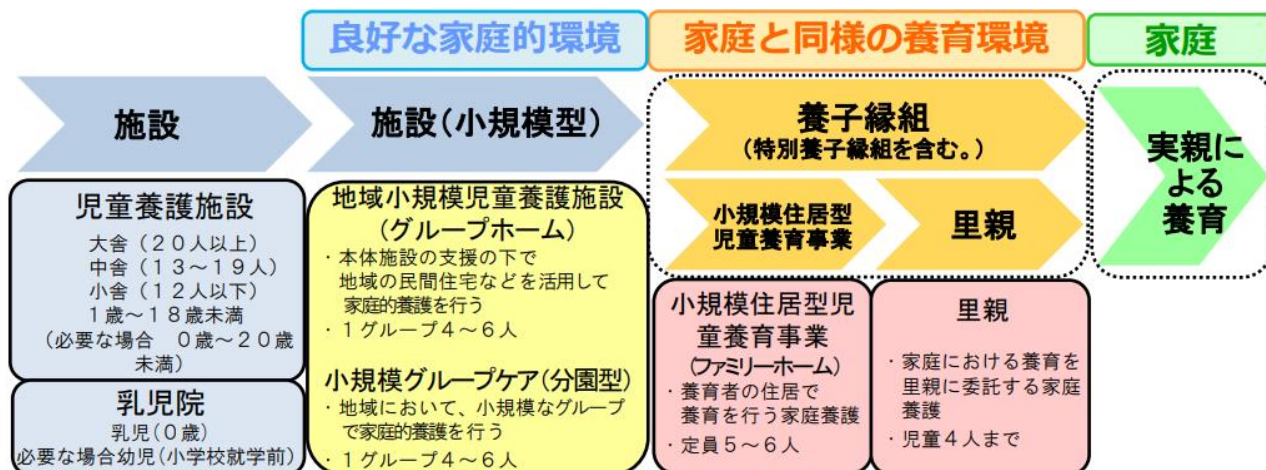 良好な家庭的環境
家庭と同様の養育環境
家庭
施設
施設(小規模型)
養子縁組
(特別養子縁組を含む。)
小規模住居型
児童養育事業
里親
実親に
よる
養育
児童養護施設
大舎(20人以上)
中舎(13～19人)
小舎(12人以下)
1歳～18歳未満
(必要な場合 0歳～20歳
未満)
乳児院
乳児(0歳)
必要な場合幼児(小学校就学前)
地域小規模児童養護施設
(グループホーム)
・本体施設の支援の下で
地域の民間住宅などを活用して
家庭的養護を行う
・1グループ4～6人
小規模グループケア(分園型)
・地域において、小規模なグループ
で家庭的養護を行う
・1グループ4～6人
小規模住居型児
童養育事業
(ファミリーホーム)
・養育者の住居で
養育を行う家庭養護
・定員5～6人
里親
・家庭における養育を
里親に委託する家庭
養護
・児童4人まで